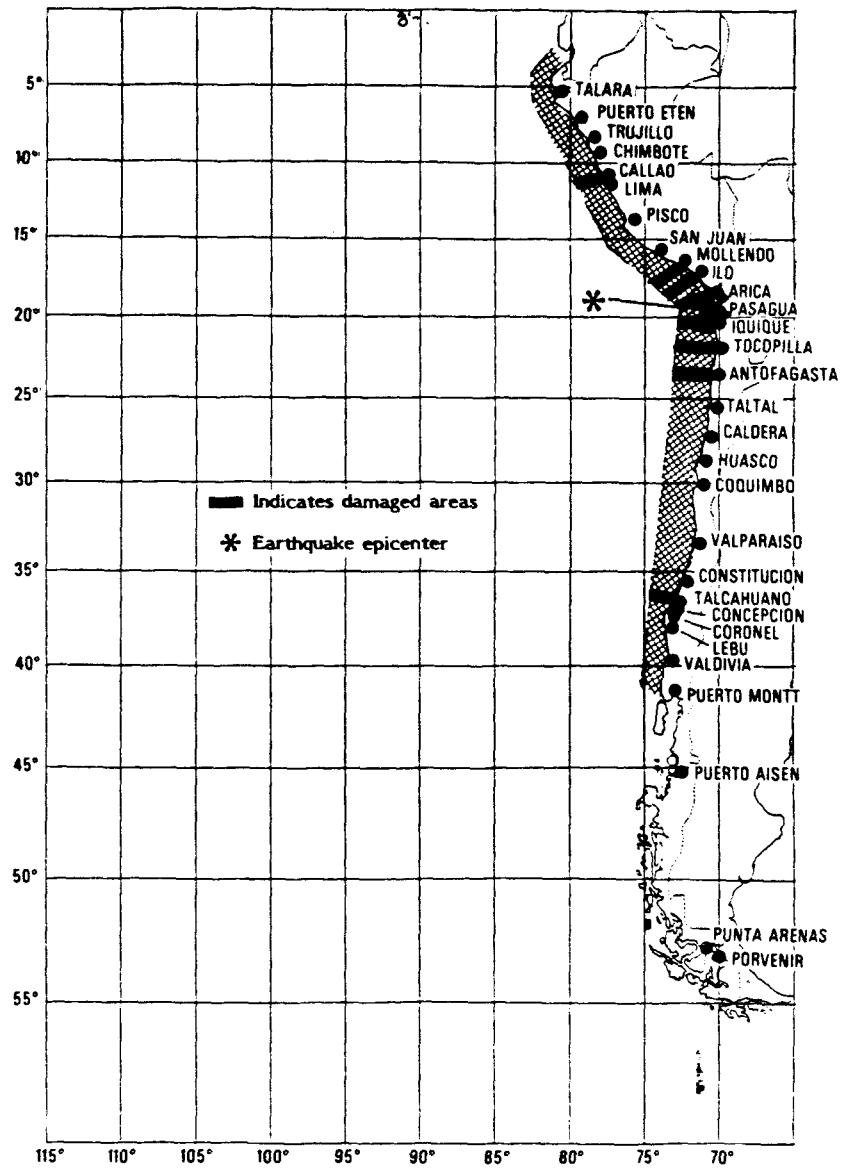 5°
TALARA
PUERTO ETEN
TRUJILLO
CHIMBOTE
10°
CALLAO
LIMA
PISCO
15°
SAN JUAN
MOLLENDO
ILO
ARICA
PASAGUA
20°
IQUIQUE
TOCOPILLA
ANTOFAGASTA
25°
TALTAL
CALDERA
HUASCO
30°
COQUIMBO
Indicates damaged areas
Earthquake epicenter
VALPARAISO
35°
CONSTITUCION
TALCAHUANO
CONCEPCION
CORONEL
LEBU
40°
VALDIVIA
PUERTO MONTT
45°
PUERTO AISEN
50°
PUNTA ARENAS
PORVENIR
55°
115° 110° 105° 100° 95° 90° 85° 80° 75° 70°